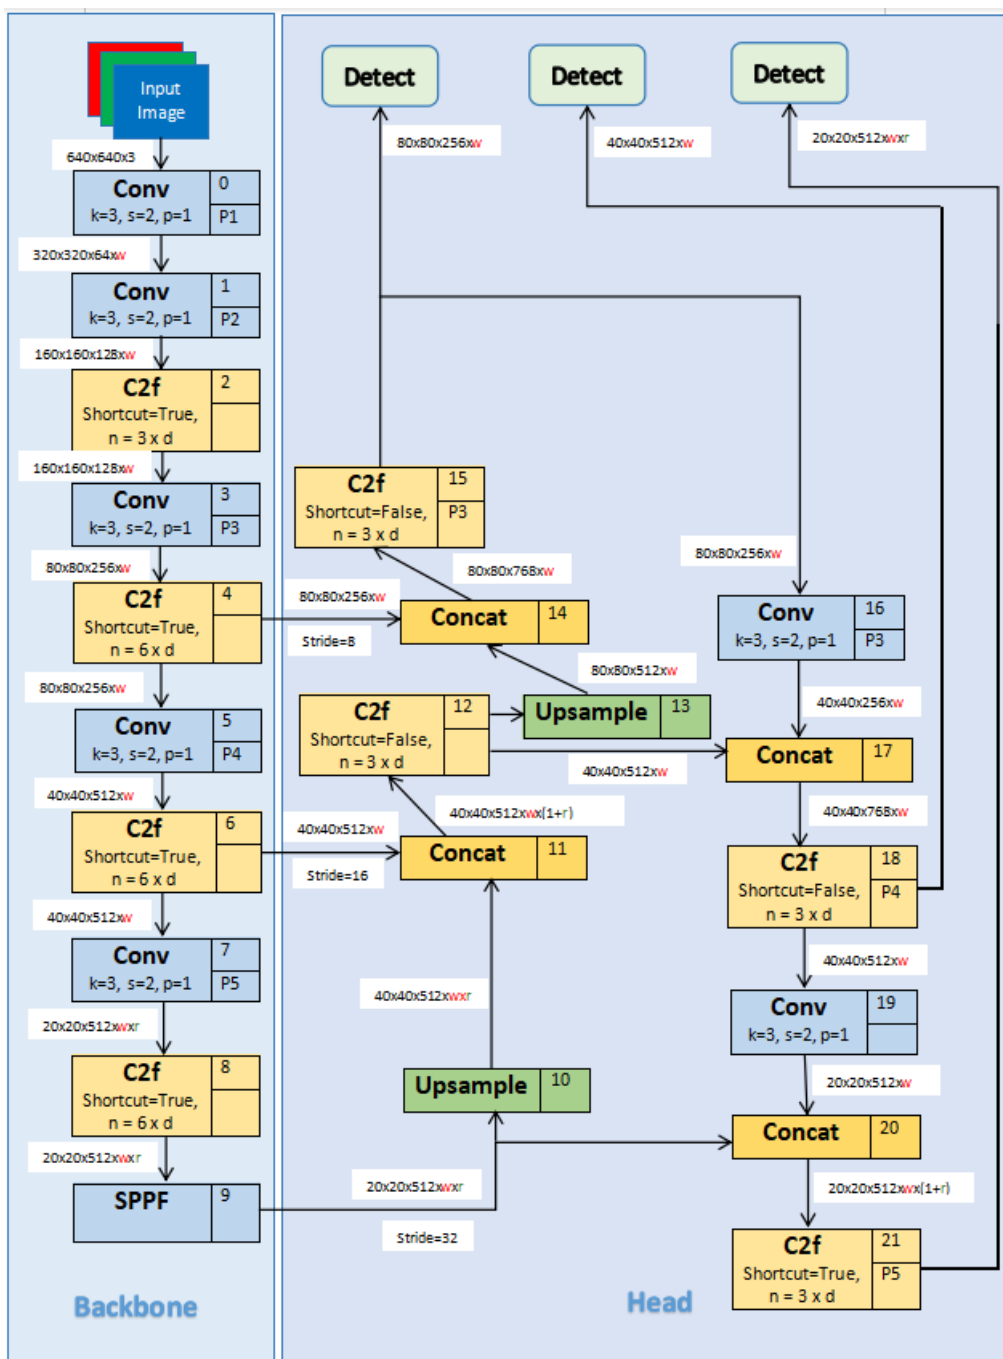 Input
Image
640x640x3
Conv
k=3, s=2, p=1
0
P1
320x320x64xw
Conv
k=3, s=2, p=1
1
P2
160x160x128xw
C2f
Shortcut=True,
n = 3 x d
2
160x160x128xw
Conv
k=3, s=2, p=1
3
P3
80x80x256xw
C2f
Shortcut=True,
n = 6 x d
4
80x80x256xw
Conv
k=3, s=2, p=1
5
P4
40x40x512xw
C2f
Shortcut=True,
n = 6 x d
6
40x40x512xw
Conv
k=3, s=2, p=1
7
P5
20x20x512xwxr
C2f
Shortcut=True,
n = 6 x d
8
20x20x512xwxr
SPPF
9
Backbone
Detect
Detect
Detect
80x80x256xw
40x40x512xw
20x20x512xwxr
C2f
Shortcut=False,
n = 3 x d
15
P3
80x80x768xw
80x80x256xw
Stride=8
Concat
14
80x80x512xw
C2f
Shortcut=False,
n = 3 x d
12
Upsample
13
40x40x512xw
40x40x512xwx(1+r)
40x40x512xw
Stride=16
Concat
11
40x40x512xwxr
Upsample
10
20x20x512xwxr
Stride=32
80x80x256xw
Conv
k=3, s=2, p=1
16
P3
40x40x256xw
Concat
17
40x40x768xw
C2f
Shortcut=False,
n = 3 x d
18
P4
40x40x512xw
Conv
k=3, s=2, p=1
19
20x20x512xw
Concat
20
20x20x512xwx(1+r)
C2f
Shortcut=True,
n = 3 x d
21
P5
Head